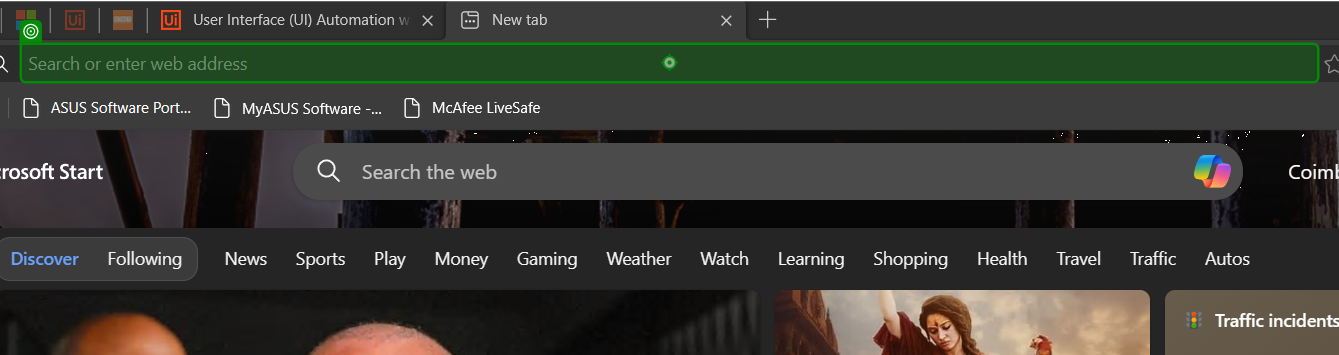 Ui User Interface (UI) Automation w New tab
Search or enter web address
ASUS Software Port... MyASUS Software -... McAfee LiveSafe
crosoft Start Search the web Coimb
Discover Following News Sports Play Money Gaming Weather Watch Learning Shopping Health Travel Traffic Autos
Traffic incidents